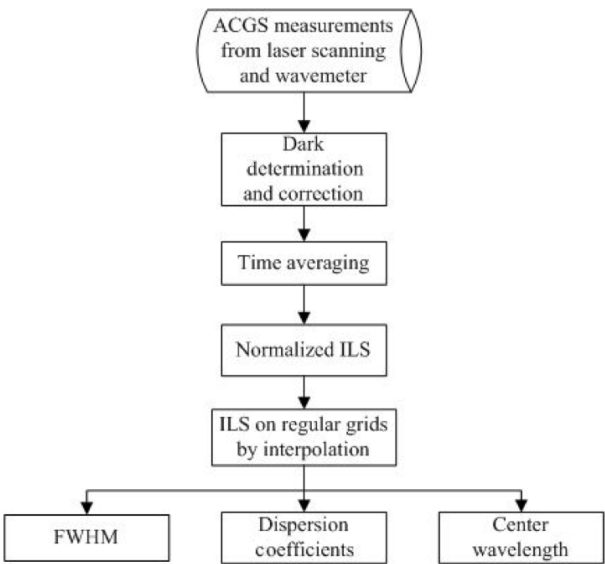 ACGS measurements
from laser scanning
and wavemeter
Dark
determination
and correction
Time averaging
Normalized ILS
ILS on regular grids
by interpolation
FWHM
Dispersion
coefficients
Center
wavelength